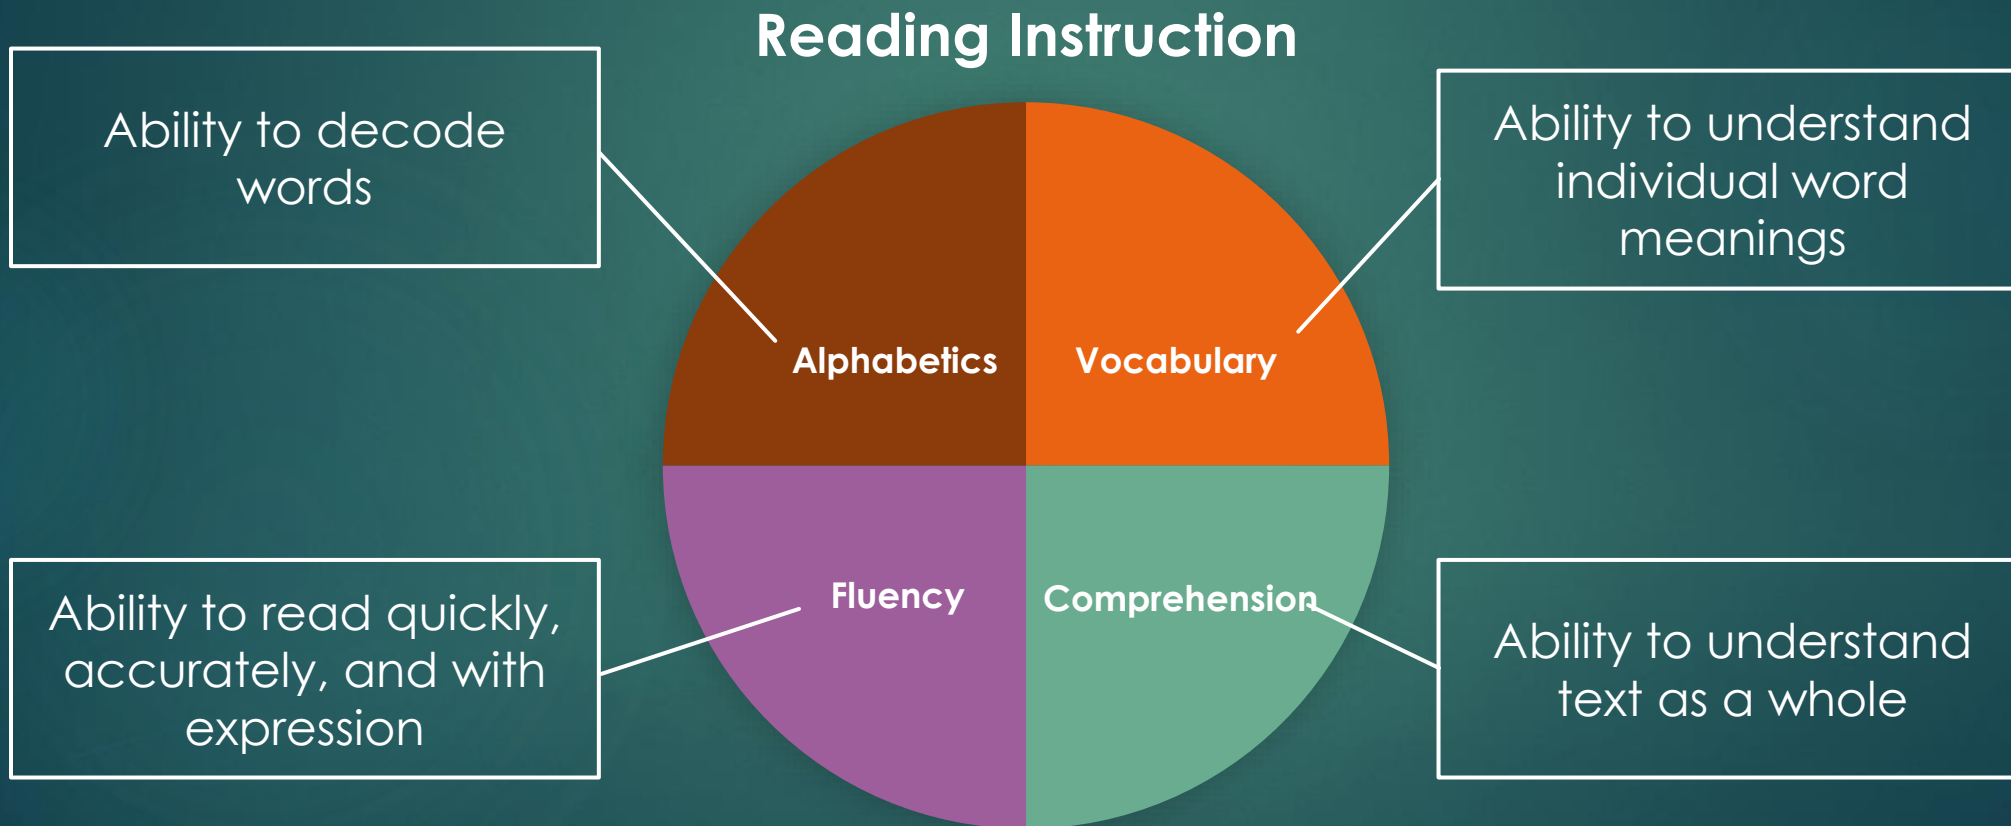 Reading Instruction
Ability to decode
words
Ability to understand
individual word
meanings
Alphabetics
Vocabulary
Fluency
Comprehension
Ability to read quickly,
accurately, and with
expression
Ability to understand
text as a whole